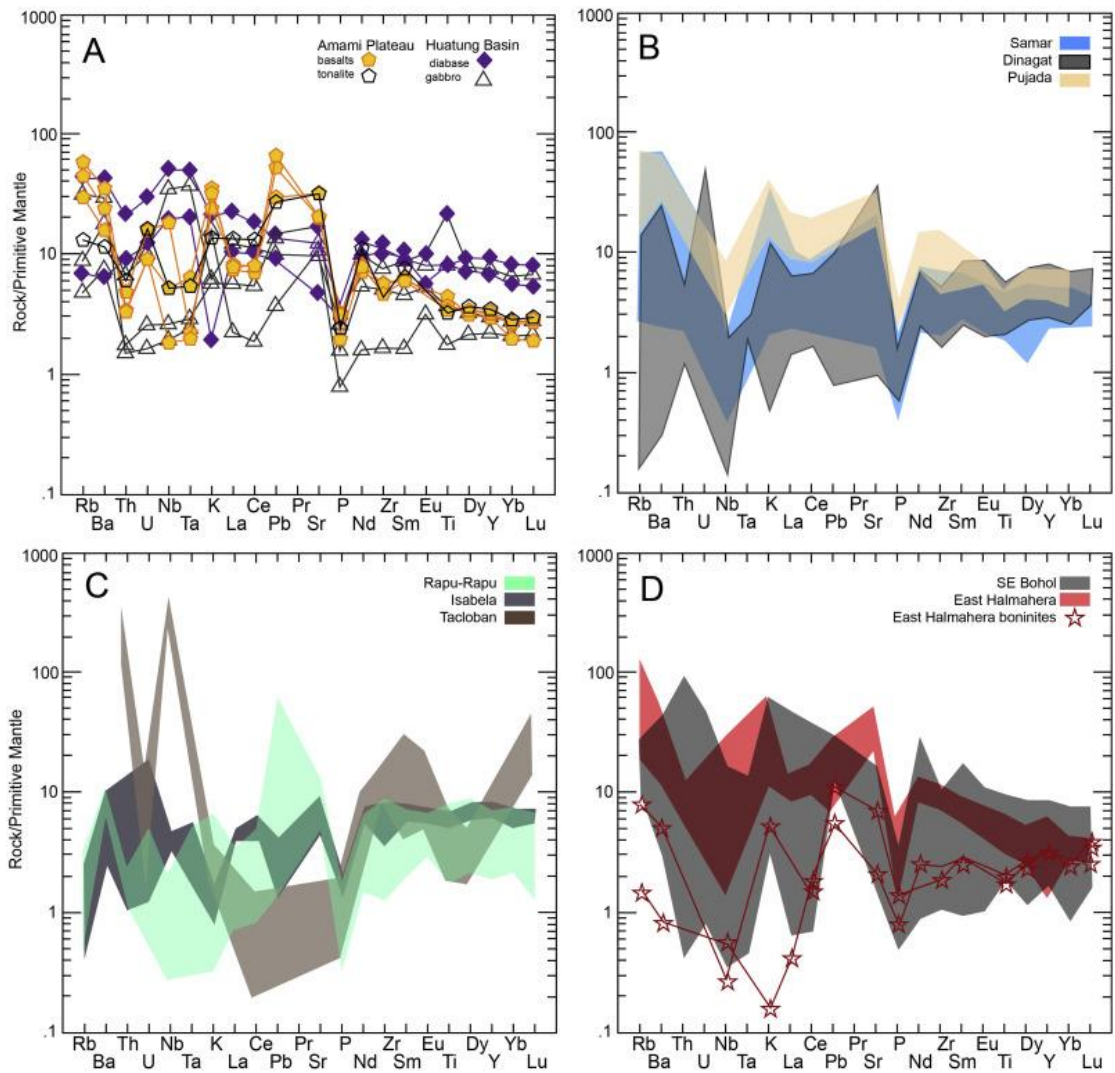 A
Amami Plateau
basalts
tonalite
Huatung Basin
diabase
gabbro
1000
100
10
1
.1
Rock/Primitive Mantle
Rb Th Nb K Ce Pr P Zr Eu Dy Yb
Ba U Ta La Pb Sr Nd Sm Ti Y Lu
B
Samar
Dinagat
Pujada
1000
100
10
1
.1
Rb Th Nb K Ce Pr P Zr Eu Dy Yb
Ba U Ta La Pb Sr Nd Sm Ti Y Lu
C
Rapu-Rapu
Isabela
Tacloban
1000
100
10
1
.1
Rock/Primitive Mantle
Rb Th Nb K Ce Pr P Zr Eu Dy Yb
Ba U Ta La Pb Sr Nd Sm Ti Y Lu
D
SE Bohol
East Halmahera
East Halmahera boninites
1000
100
10
1
.1
Rb Th Nb K Ce Pr P Zr Eu Dy Yb
Ba U Ta La Pb Sr Nd Sm Ti Y Lu